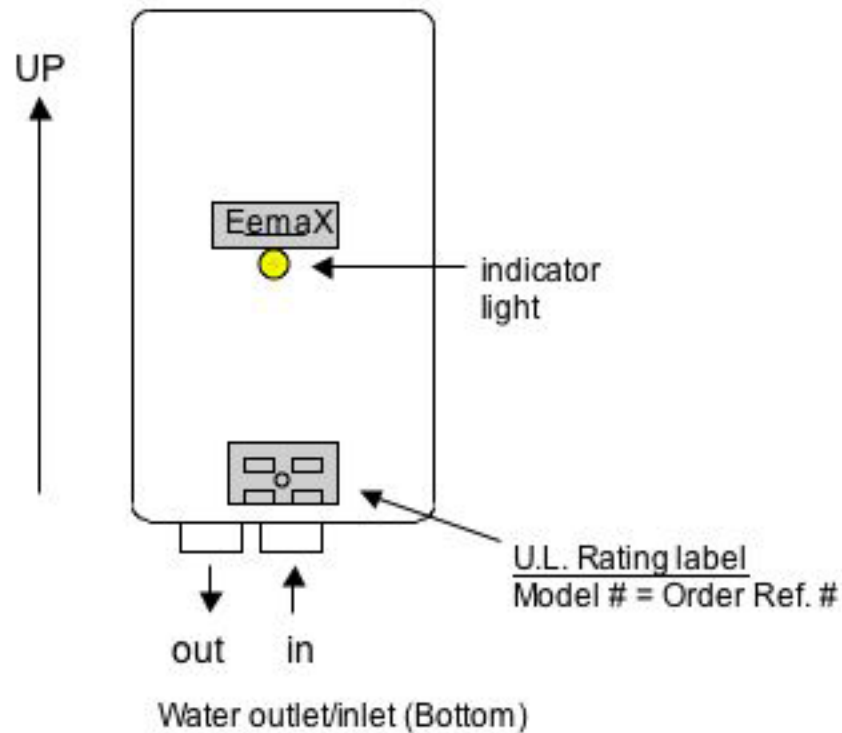 UP
EemaX
indicator
light
U.L. Rating label
Model # = Order Ref. #
out in
Water outlet/inlet (Bottom)